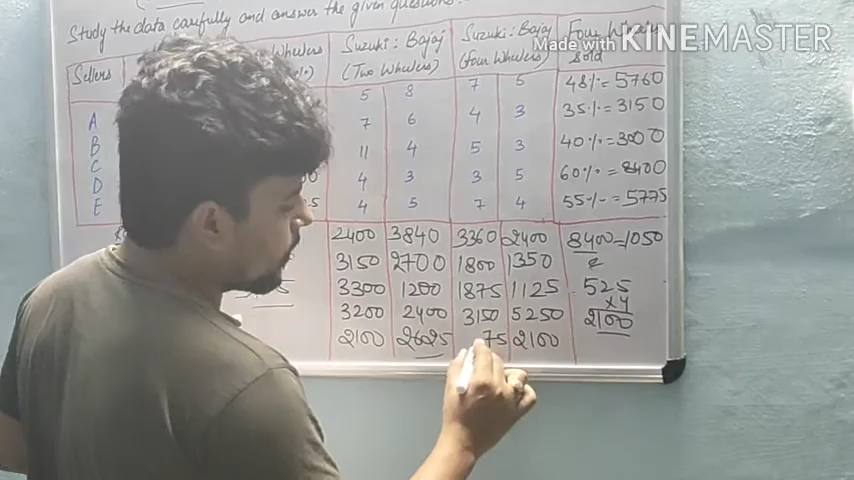 Study the data carefully and answer the given questions.
Made with KINEMASTER
Sellers Wheelers Suzuki : Bajaj (Two Wheelers) Suzuki : Bajaj (Four Wheelers) Four Wheelers sold
A 5 8 7 5 48% = 5760
B 7 6 4 3 35% = 3150
C 11 4 5 3 40% = 3000
D 4 3 3 5 60% = 8400
E 4 5 7 4 55% = 5775
2400 3840 3360 2400 8400 = 1050
3150 2700 1800 1350
3300 1200 1875 1125 525
3200 2400 3150 5250 x4
2100 2625 75 2100 2100